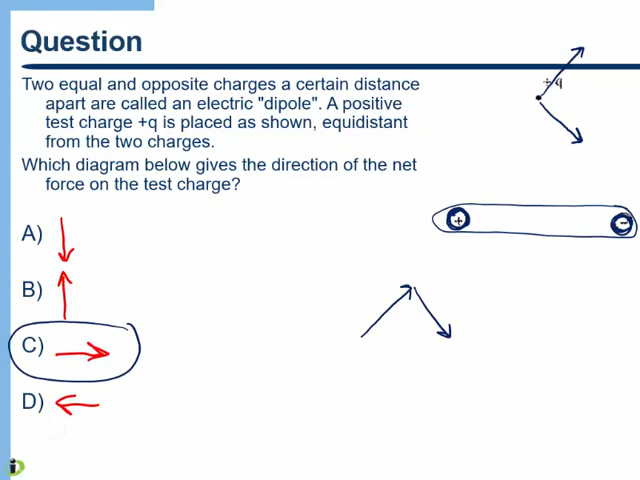 Question
Two equal and opposite charges a certain distance
apart are called an electric "dipole". A positive
test charge +q is placed as shown, equidistant
from the two charges.
Which diagram below gives the direction of the net
force on the test charge?
+q
+
-
A)
B)
C)
D)